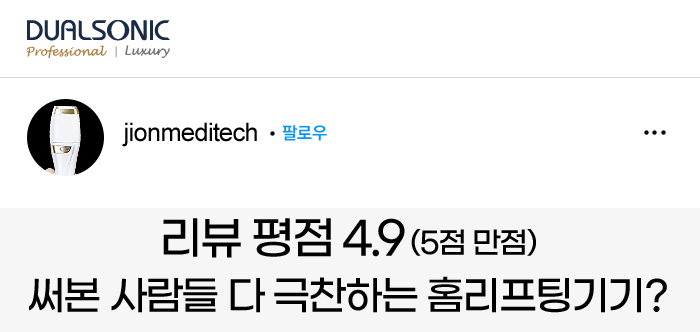 DUALSONIC
Professional | Luxury
jionmeditech • 팔로우
리뷰 평점 4.9 (5점 만점)
써본 사람들 다 극찬하는 홈리프팅기기?